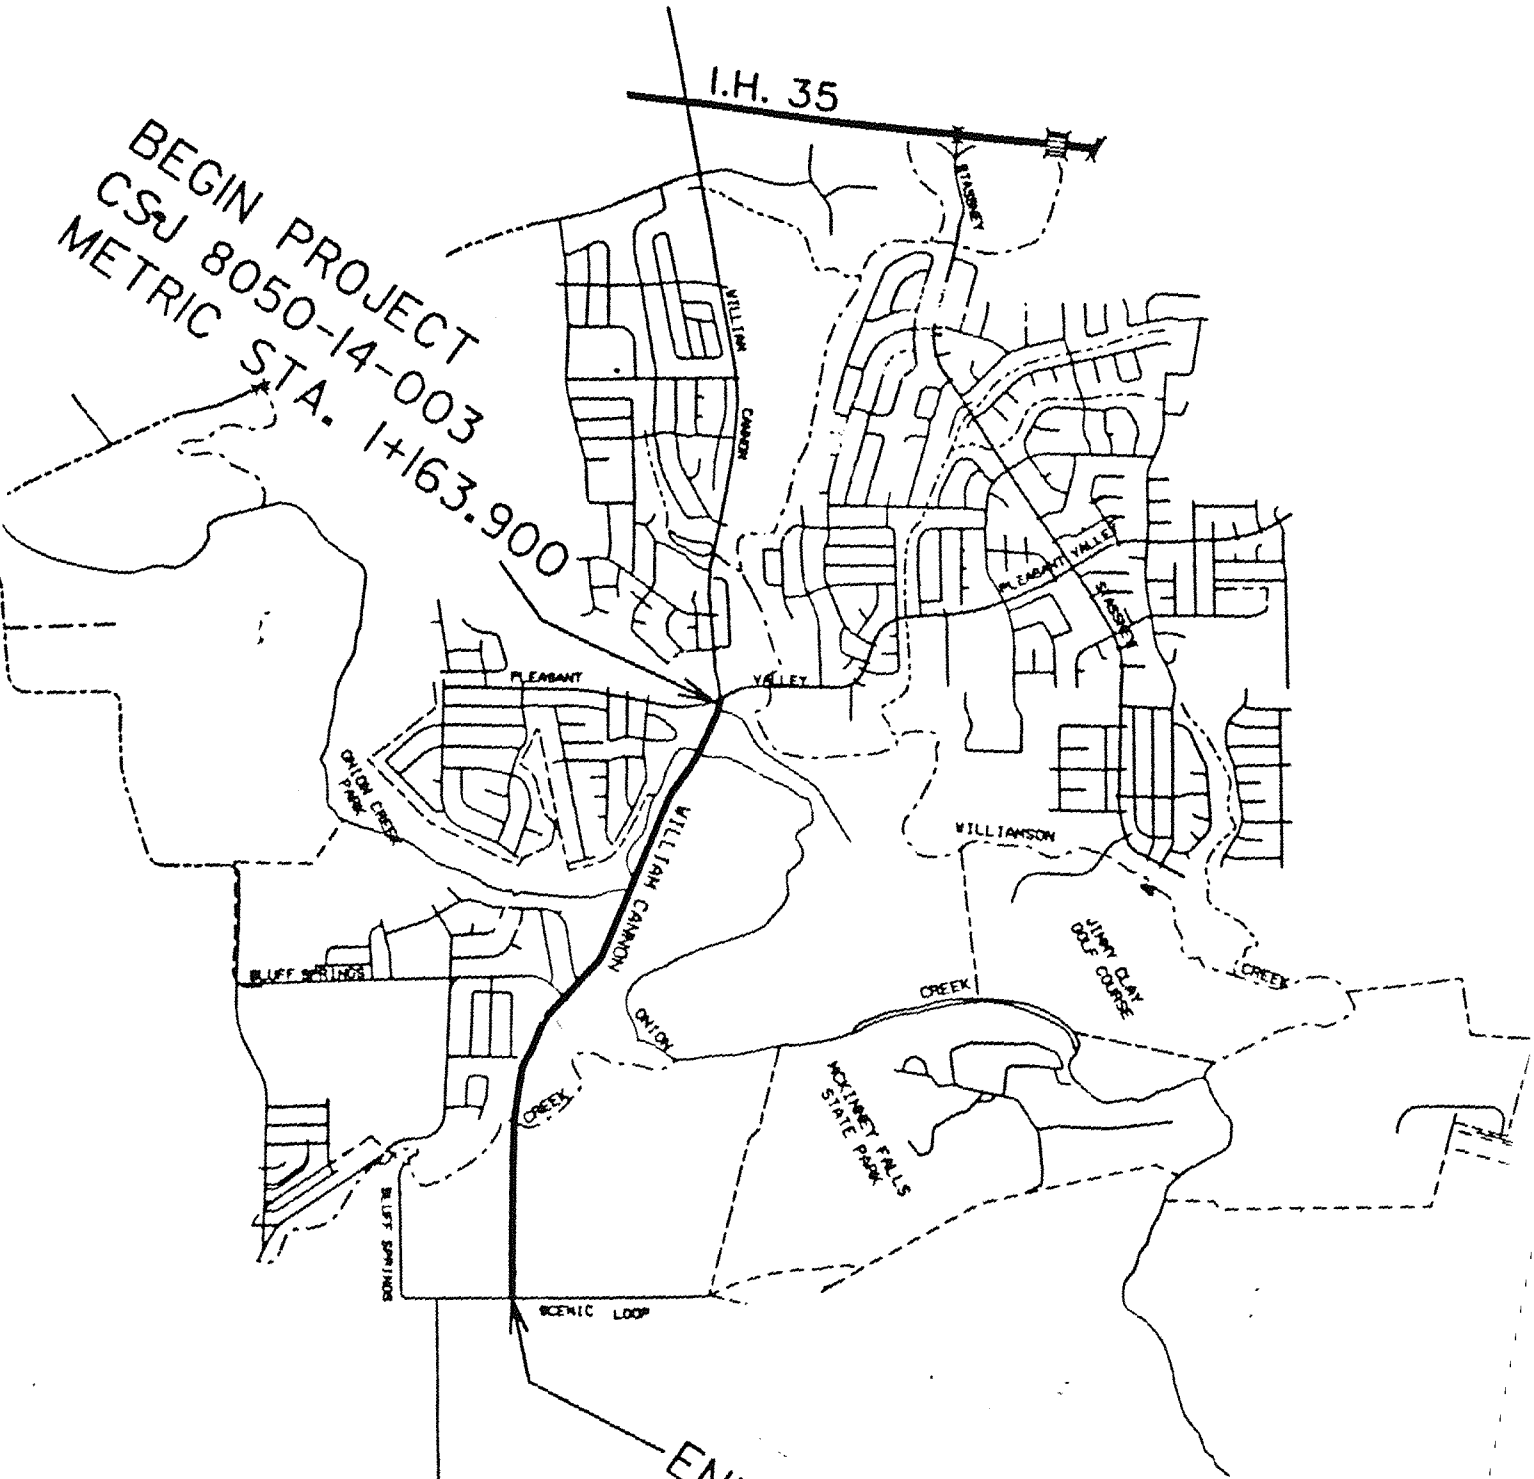 I.H. 35
BEGIN PROJECT
CSJ 8050-14-003
METRIC STA. 1+163.900
STASSNEY
WILLIAM
CANNON
PLEASANT VALLEY
STASSNEY
PLEASANT
VALLEY
ONION CREEK
PARK
WILLIAM CANNON
WILLIAMSON
JIMMY CLAY
GOLF COURSE
CREEK
BLUFF SPRINGS
CREEK
ONION
MCKINNEY FALLS
STATE PARK
CREEK
BLUFF SPRINGS
SCENIC LOOP